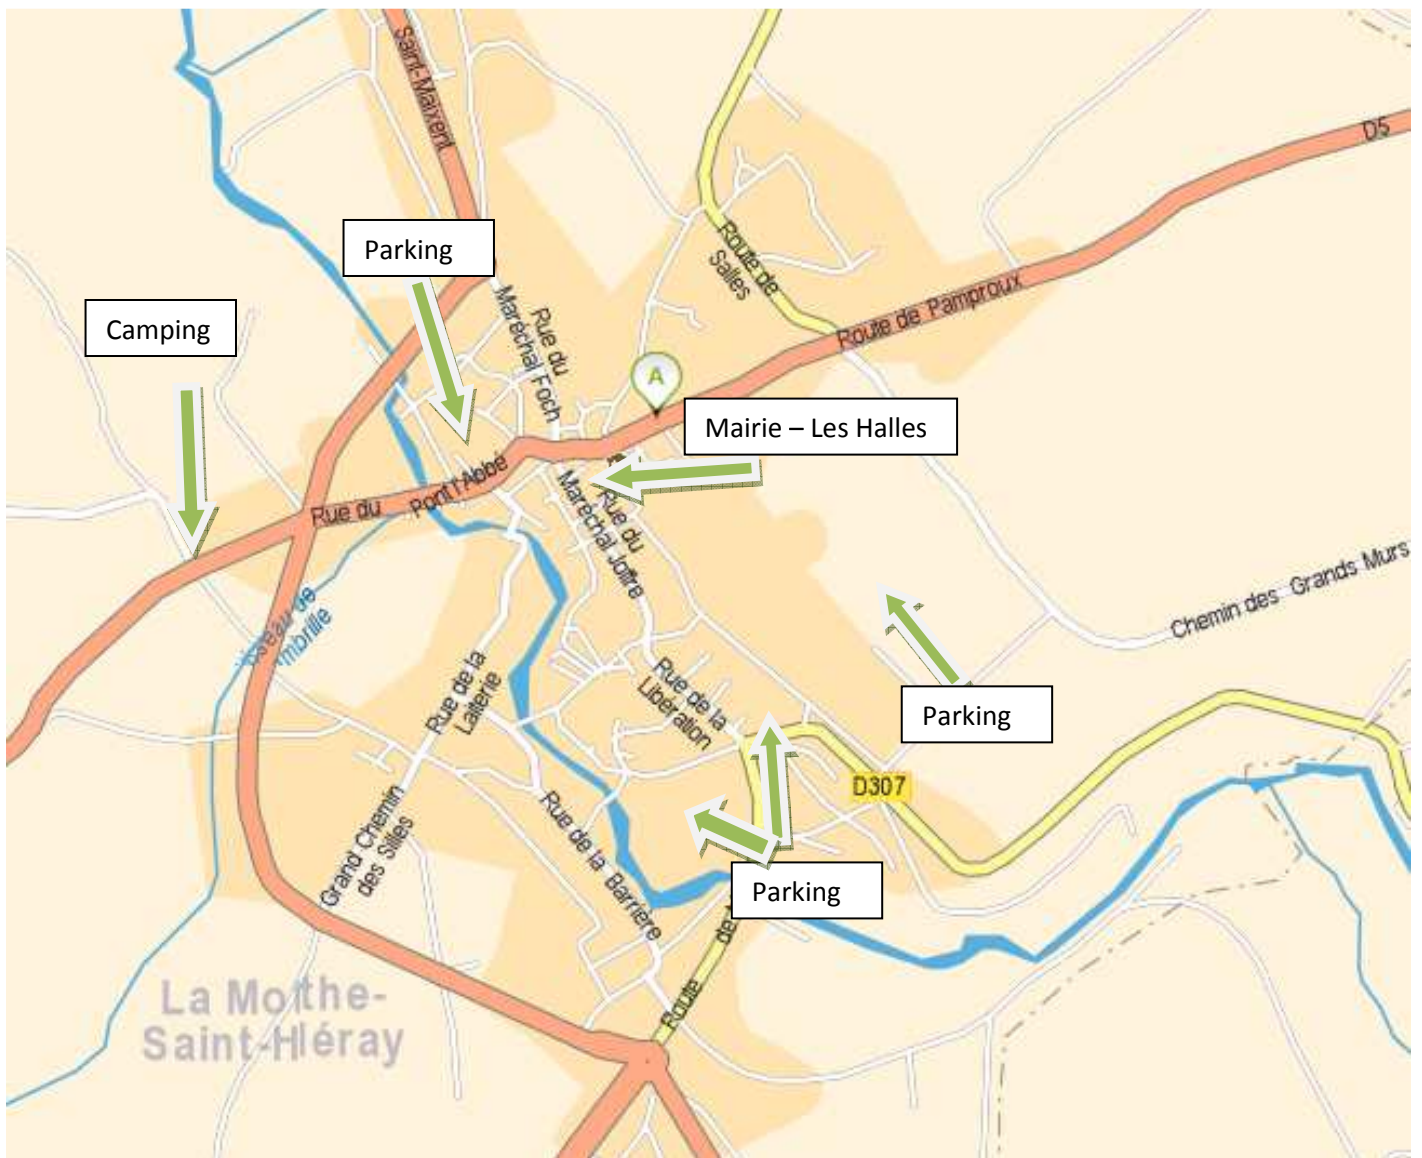 Saint-Maixent
D5
Parking
Route de
Salles
Camping
Rue du
Maréchal Foch
Route de Pamproux
A
Mairie – Les Halles
Rue du
Pont l'Abbé
Rue du
Maréchal Joffre
Chemin des Grands Murs
Rue de la
Laiterie
Rue de la
Libération
Parking
D307
Grand Chemin
des Silles
Rue de la Barrière
Parking
Route de
La Mothe-
Saint-Héray